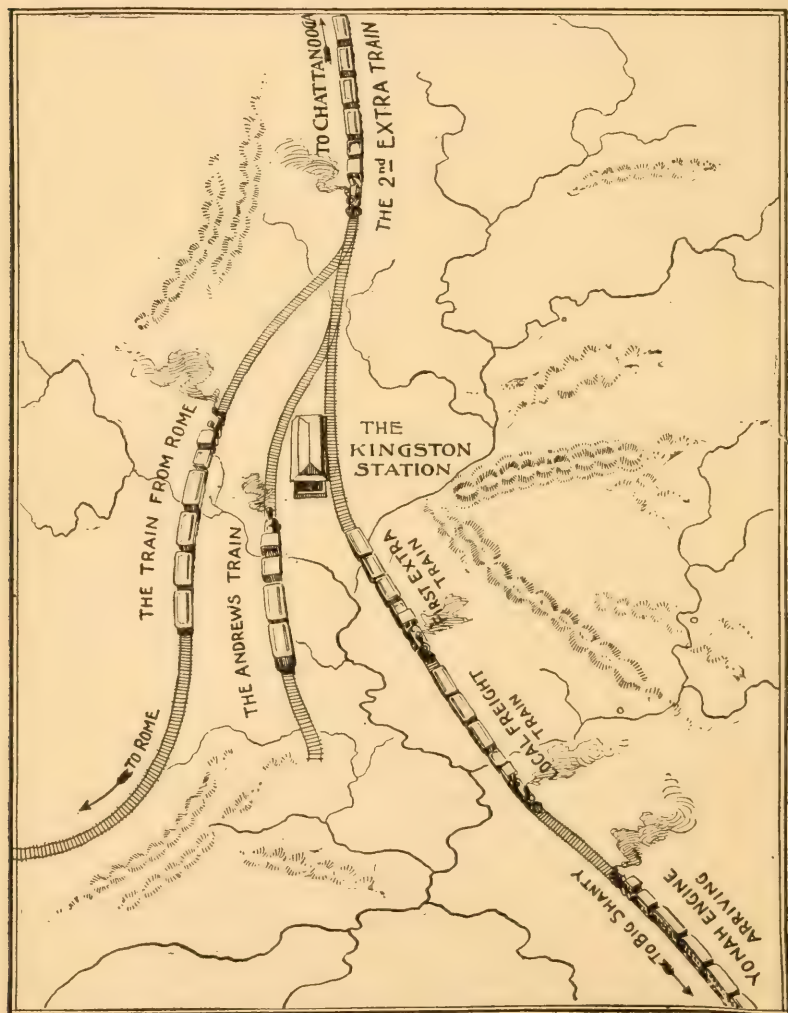 TO CHATTANOOGA
THE 2nd EXTRA TRAIN
THE
KINGSTON
STATION
THE TRAIN FROM ROME
THE ANDREWS TRAIN
FIRST EXTRA
TRAIN
LOCAL FREIGHT
TRAIN
TO ROME
TO BIG SHANTY
YONAH ENGINE
ARRIVING